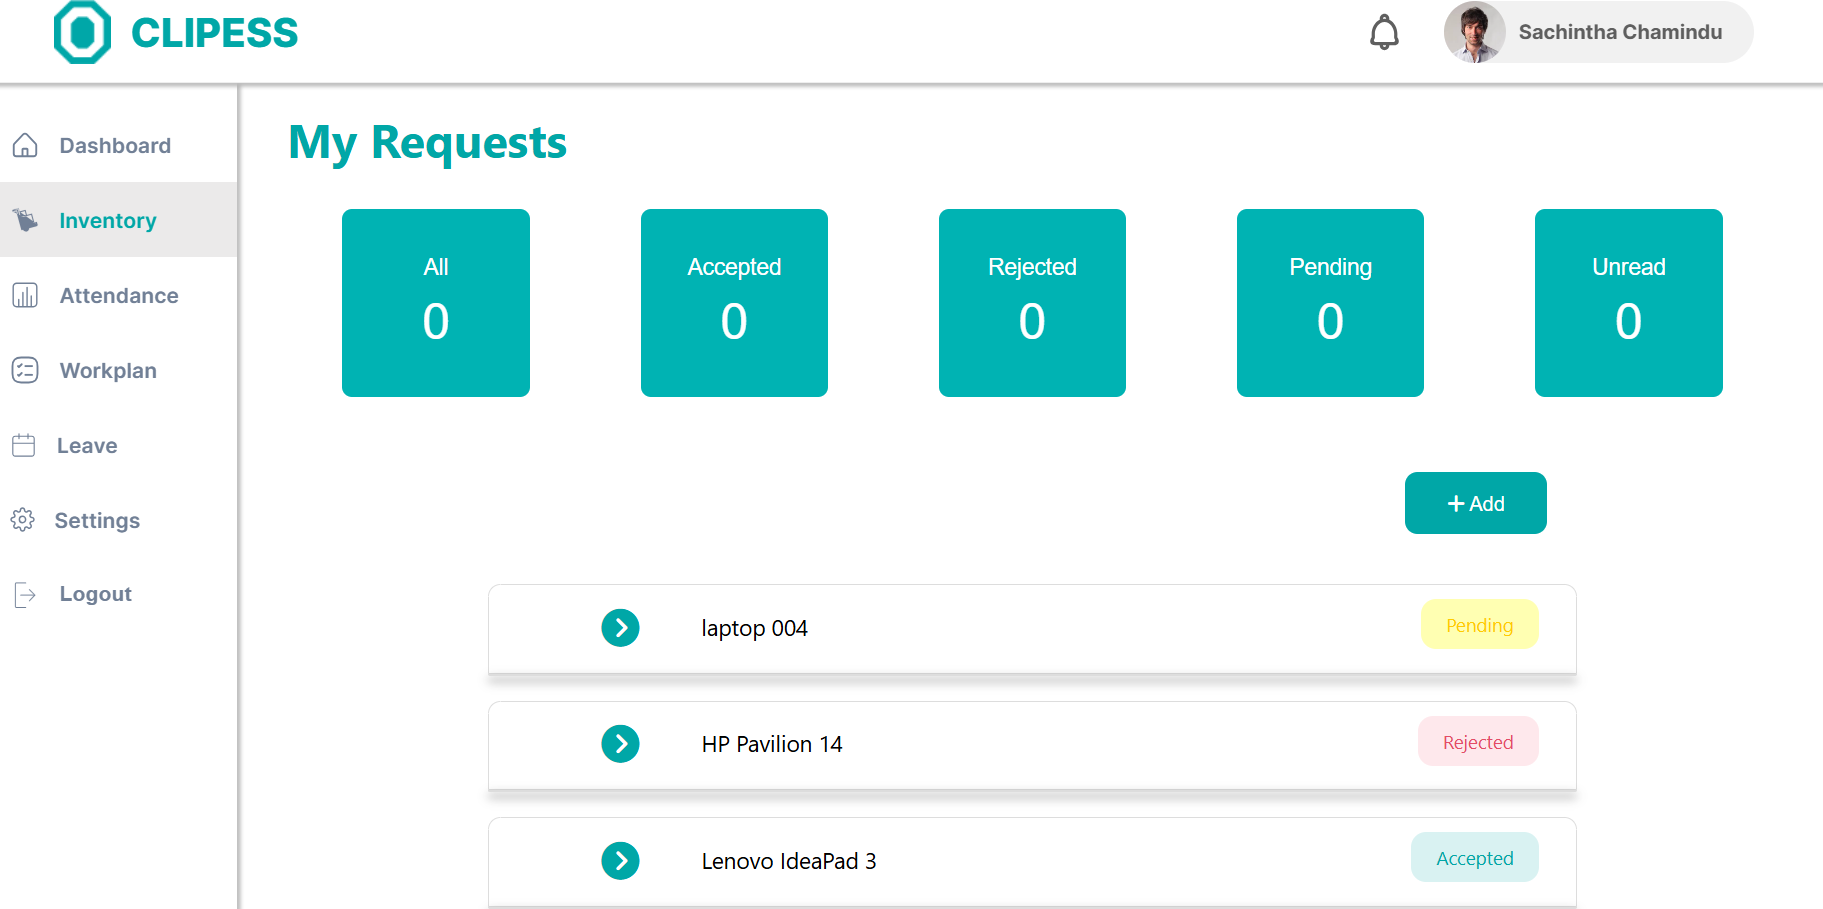 CLIPESS
Sachintha Chamindu
Dashboard
Inventory
Attendance
Workplan
Leave
Settings
Logout
My Requests
All
0
Accepted
0
Rejected
0
Pending
0
Unread
0
+ Add
laptop 004
Pending
HP Pavilion 14
Rejected
Lenovo IdeaPad 3
Accepted